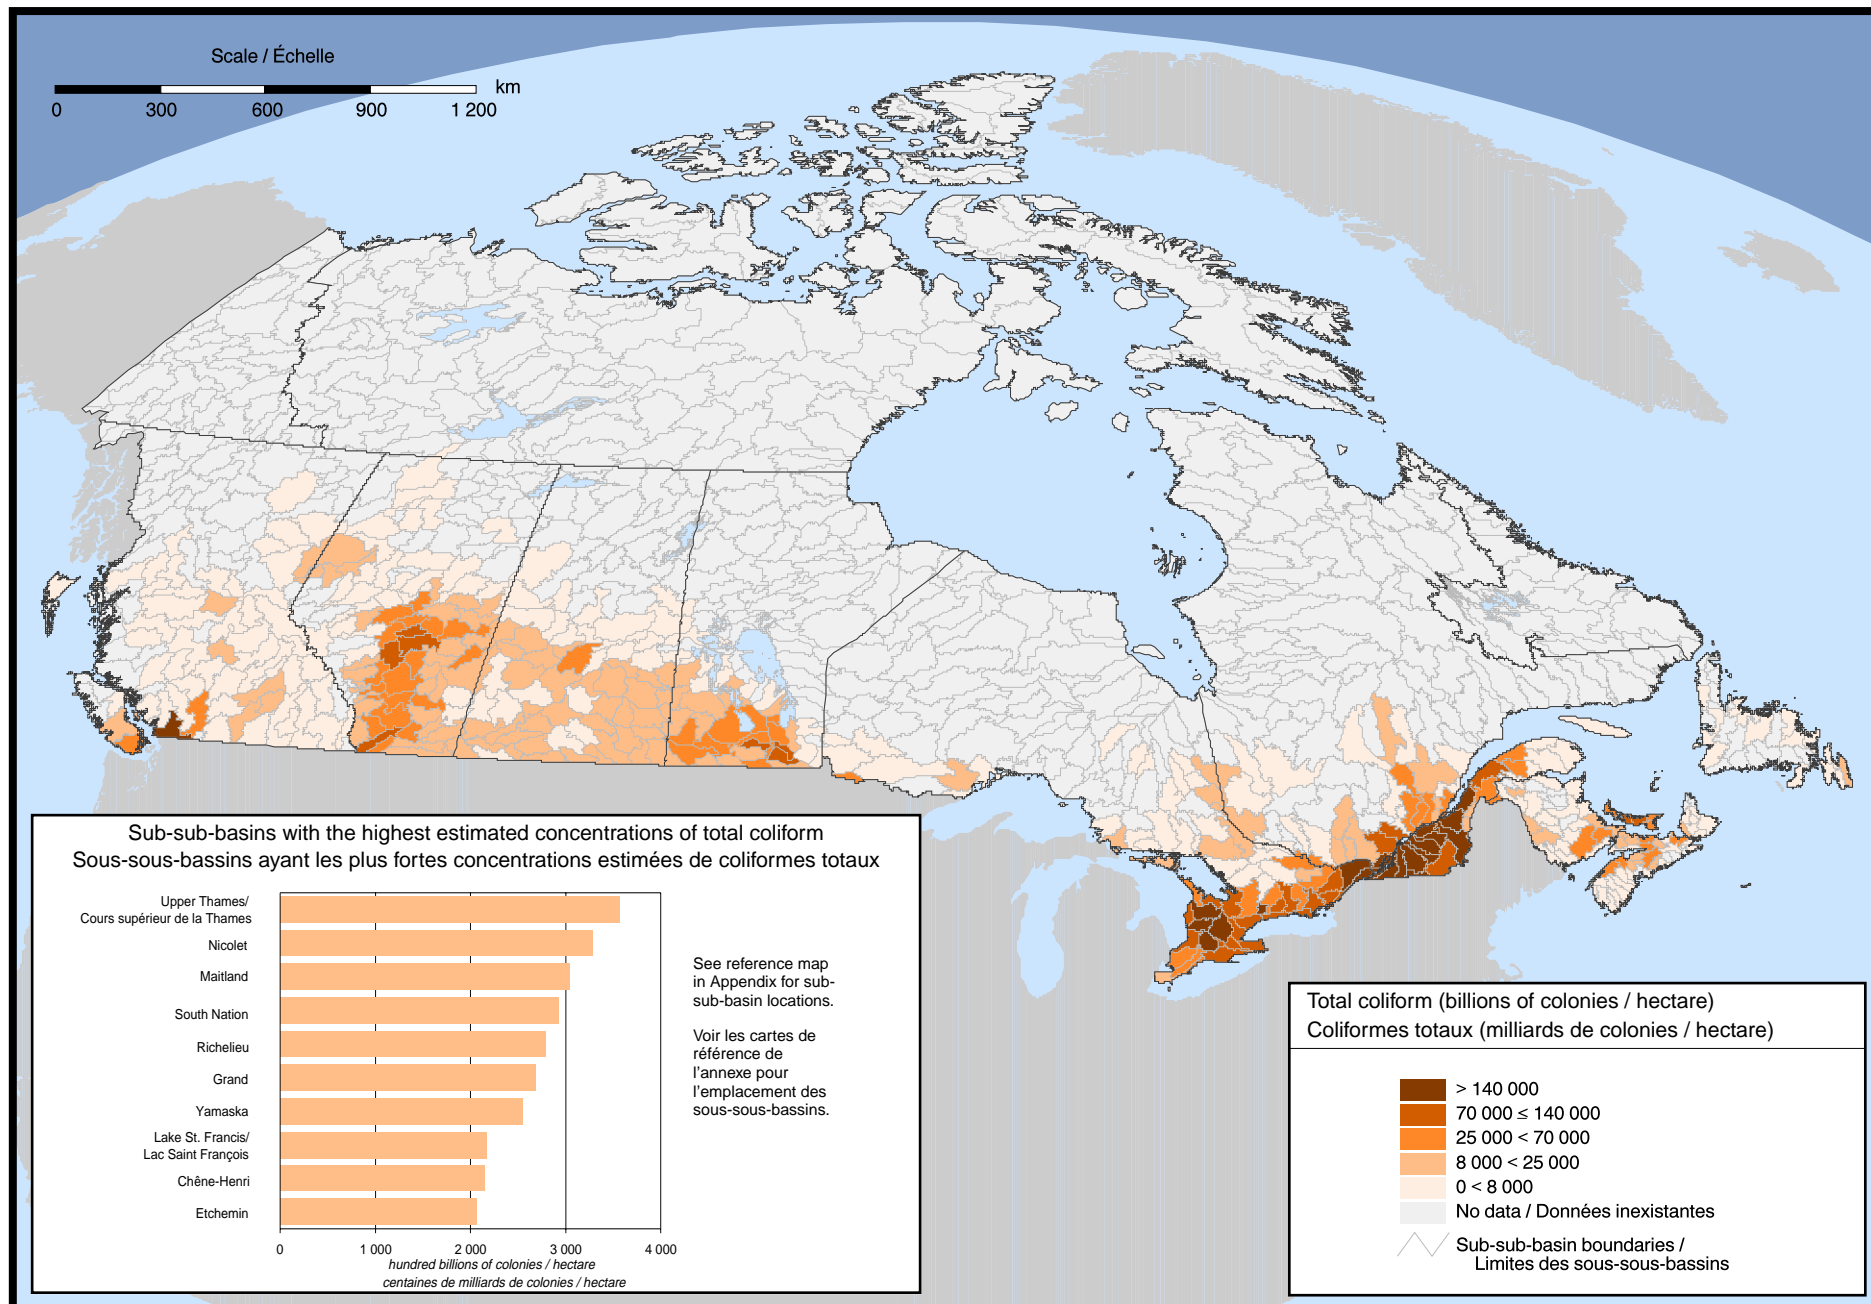 Scale / Échelle
km
0 300 600 900 1 200
Sub-sub-basins with the highest estimated concentrations of total coliform
Sous-sous-bassins ayant les plus fortes concentrations estimées de coliformes totaux
Upper Thames/
Cours supérieur de la Thames
Nicolet
Maitland
South Nation
Richelieu
Grand
Yamaska
Lake St. Francis/
Lac Saint François
Chêne-Henri
Etchemin
0 1 000 2 000 3 000 4 000
hundred billions of colonies / hectare
centaines de milliards de colonies / hectare
See reference map
in Appendix for sub-
sub-basin locations.
Voir les cartes de
référence de
l'annexe pour
l'emplacement des
sous-sous-bassins.
Total coliform (billions of colonies / hectare)
Coliformes totaux (milliards de colonies / hectare)
> 140 000
70 000 ≤ 140 000
25 000 < 70 000
8 000 < 25 000
0 < 8 000
No data / Données inexistantes
Sub-sub-basin boundaries /
Limites des sous-sous-bassins